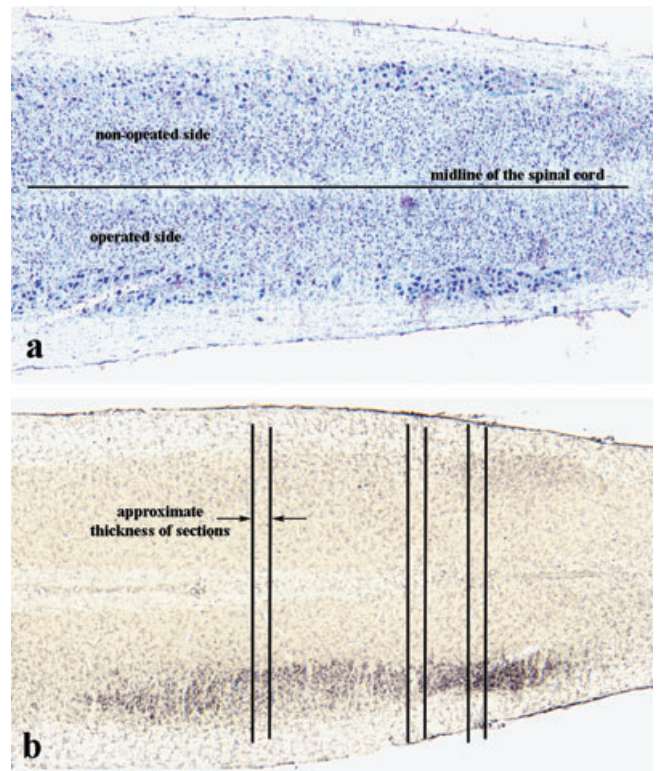 non-opeated side
midline of the spinal cord
operated side
a
approximate
thickness of sections
b